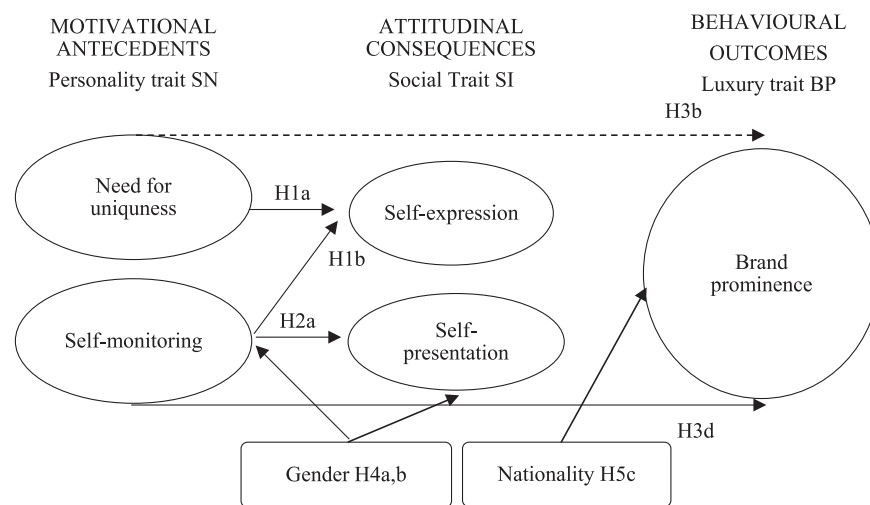 MOTIVATIONAL
ANTECEDENTS
Personality trait SN
ATTITUDINAL
CONSEQUENCES
Social Trait SI
BEHAVIOURAL
OUTCOMES
Luxury trait BP
H3b
Need for
uniquness
H1a
Self-expression
H1b
Brand
prominence
Self-monitoring
H2a
Self-
presentation
H3d
Gender H4a,b
Nationality H5c